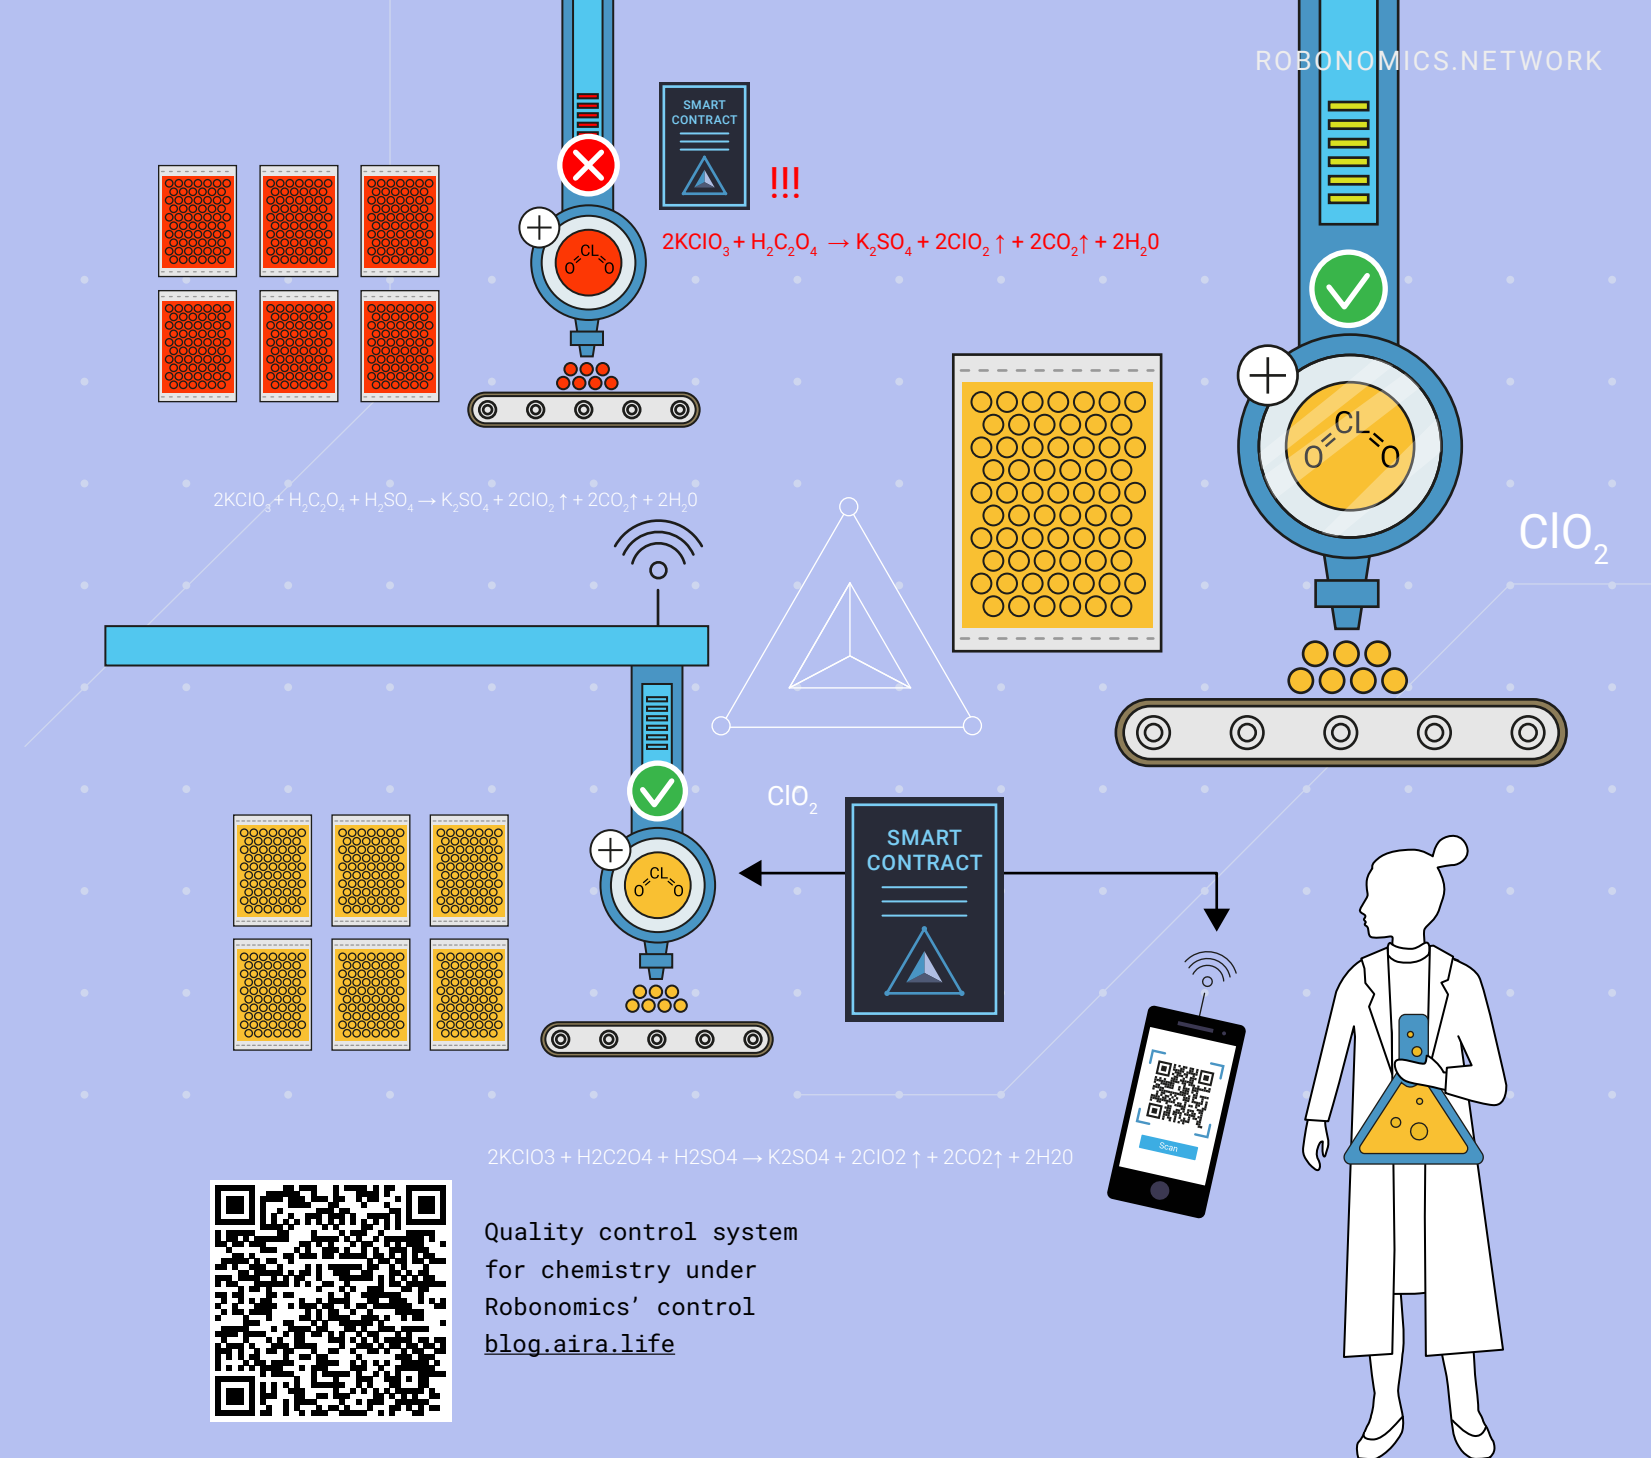 ROBONOMICS.NETWORK
SMART
CONTRACT
!!!
CL
O O
2KClO₃ + H₂C₂O₄ → K₂SO₄ + 2ClO₂ ↑ + 2CO₂↑ + 2H₂0
CL
O O
2KClO₃ + H₂C₂O₄ + H₂SO₄ → K₂SO₄ + 2ClO₂ ↑ + 2CO₂↑ + 2H₂0
ClO₂
ClO₂
SMART
CONTRACT
CL
O O
Scan
2KClO3 + H2C2O4 + H2SO4 → K2SO4 + 2ClO2 ↑ + 2CO2↑ + 2H20
Quality control system
for chemistry under
Robonomics’ control
blog.aira.life